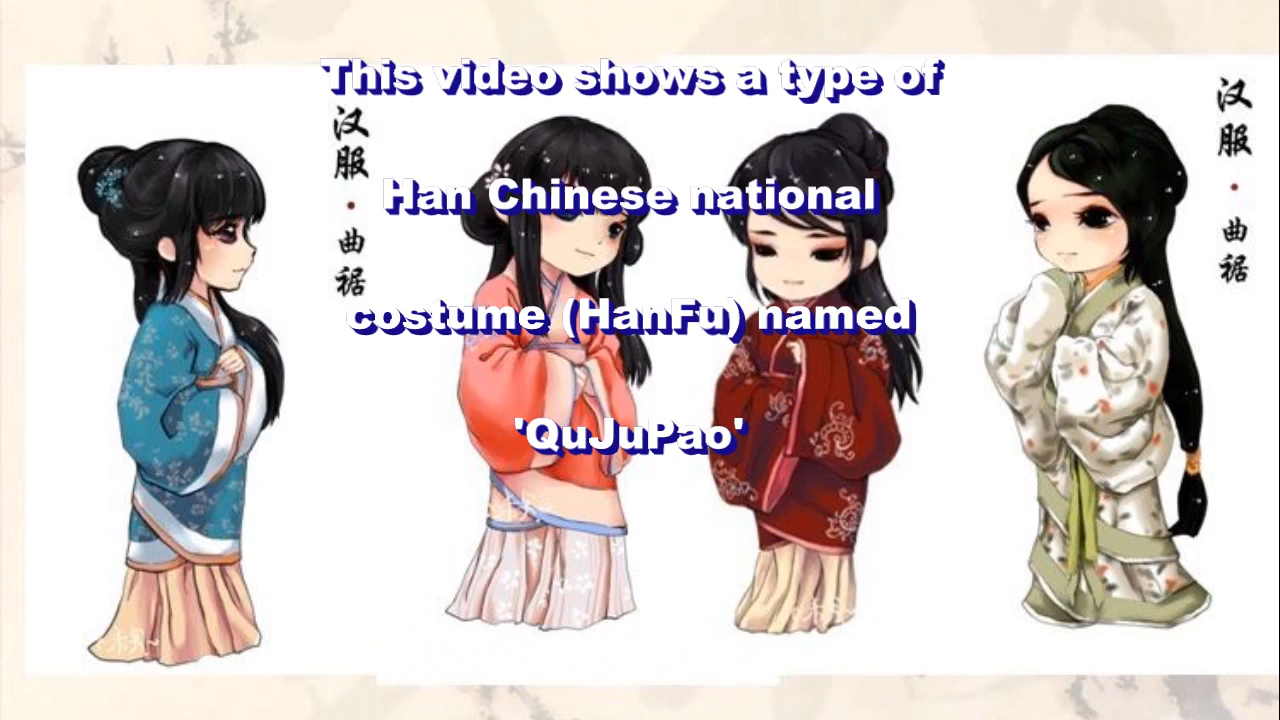 This video shows a type of
Han Chinese national
costume (HanFu) named
'QuJuPao'
汉服·曲裾
汉服·曲裾